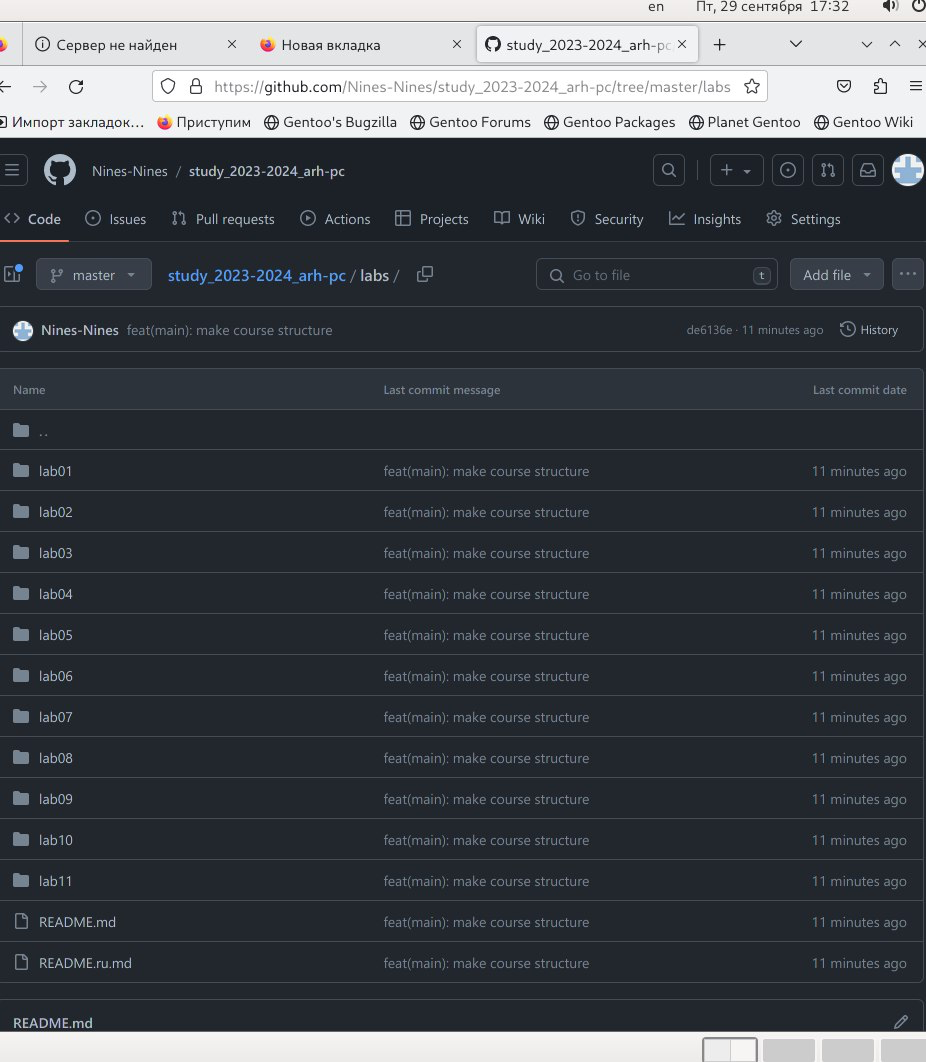 en Пт, 29 сентября 17:32
Сервер не найден Новая вкладка study_2023-2024_arh-pc
https://github.com/Nines-Nines/study_2023-2024_arh-pc/tree/master/labs
Импорт закладок... Приступим Gentoo's Bugzilla Gentoo Forums Gentoo Packages Planet Gentoo Gentoo Wiki
Nines-Nines / study_2023-2024_arh-pc
Code Issues Pull requests Actions Projects Wiki Security Insights Settings
master study_2023-2024_arh-pc / labs / Go to file t Add file
Nines-Nines feat(main): make course structure de6136e · 11 minutes ago History
Name Last commit message Last commit date
..
lab01 feat(main): make course structure 11 minutes ago
lab02 feat(main): make course structure 11 minutes ago
lab03 feat(main): make course structure 11 minutes ago
lab04 feat(main): make course structure 11 minutes ago
lab05 feat(main): make course structure 11 minutes ago
lab06 feat(main): make course structure 11 minutes ago
lab07 feat(main): make course structure 11 minutes ago
lab08 feat(main): make course structure 11 minutes ago
lab09 feat(main): make course structure 11 minutes ago
lab10 feat(main): make course structure 11 minutes ago
lab11 feat(main): make course structure 11 minutes ago
README.md feat(main): make course structure 11 minutes ago
README.ru.md feat(main): make course structure 11 minutes ago
README.md